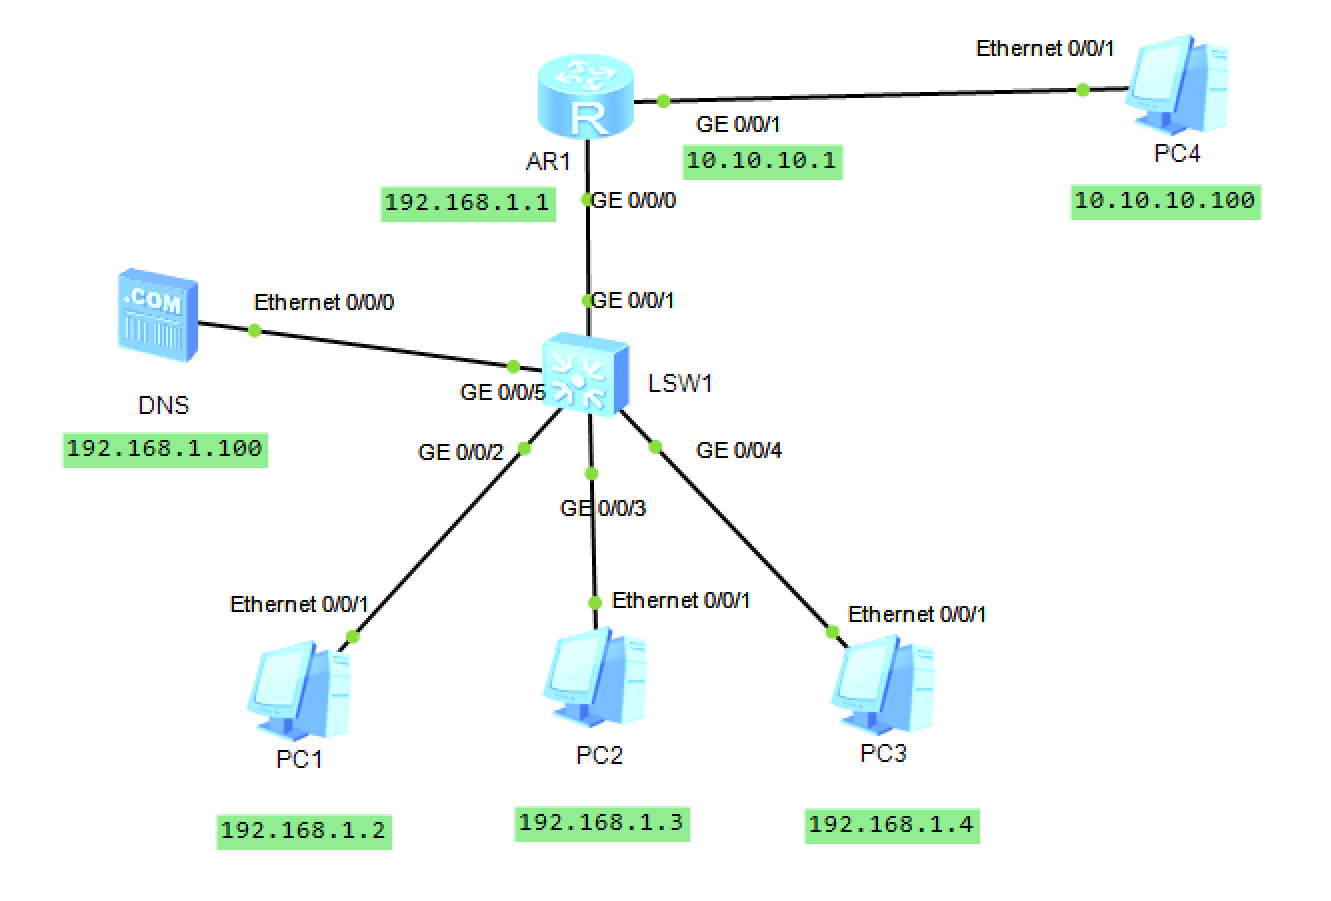 Ethernet 0/0/1
R
GE 0/0/1
AR1
10.10.10.1
PC4
192.168.1.1
GE 0/0/0
10.10.10.100
.COM
Ethernet 0/0/0
GE 0/0/1
DNS
GE 0/0/5
LSW1
192.168.1.100
GE 0/0/2
GE 0/0/4
GE 0/0/3
Ethernet 0/0/1
Ethernet 0/0/1
Ethernet 0/0/1
PC1
PC2
PC3
192.168.1.2
192.168.1.3
192.168.1.4